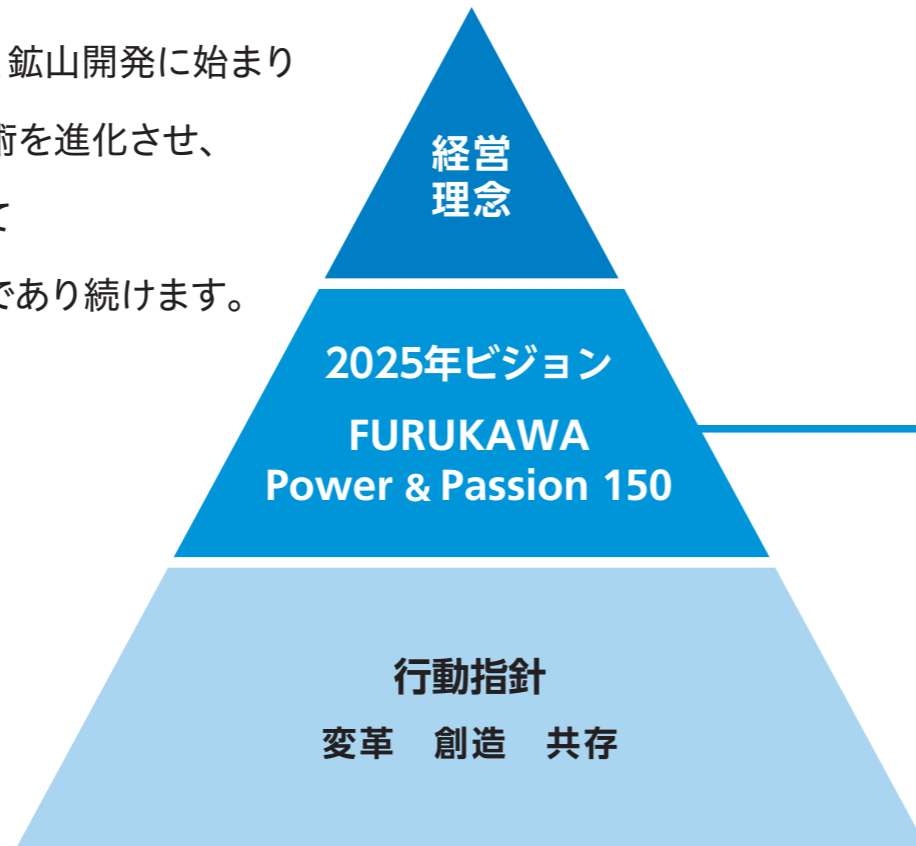 鉱山開発に始まり
術を進化させ、
て
であり続けます。
経営
理念
2025年ビジョン
FURUKAWA
Power & Passion 150
行動指針
変革 創造 共存